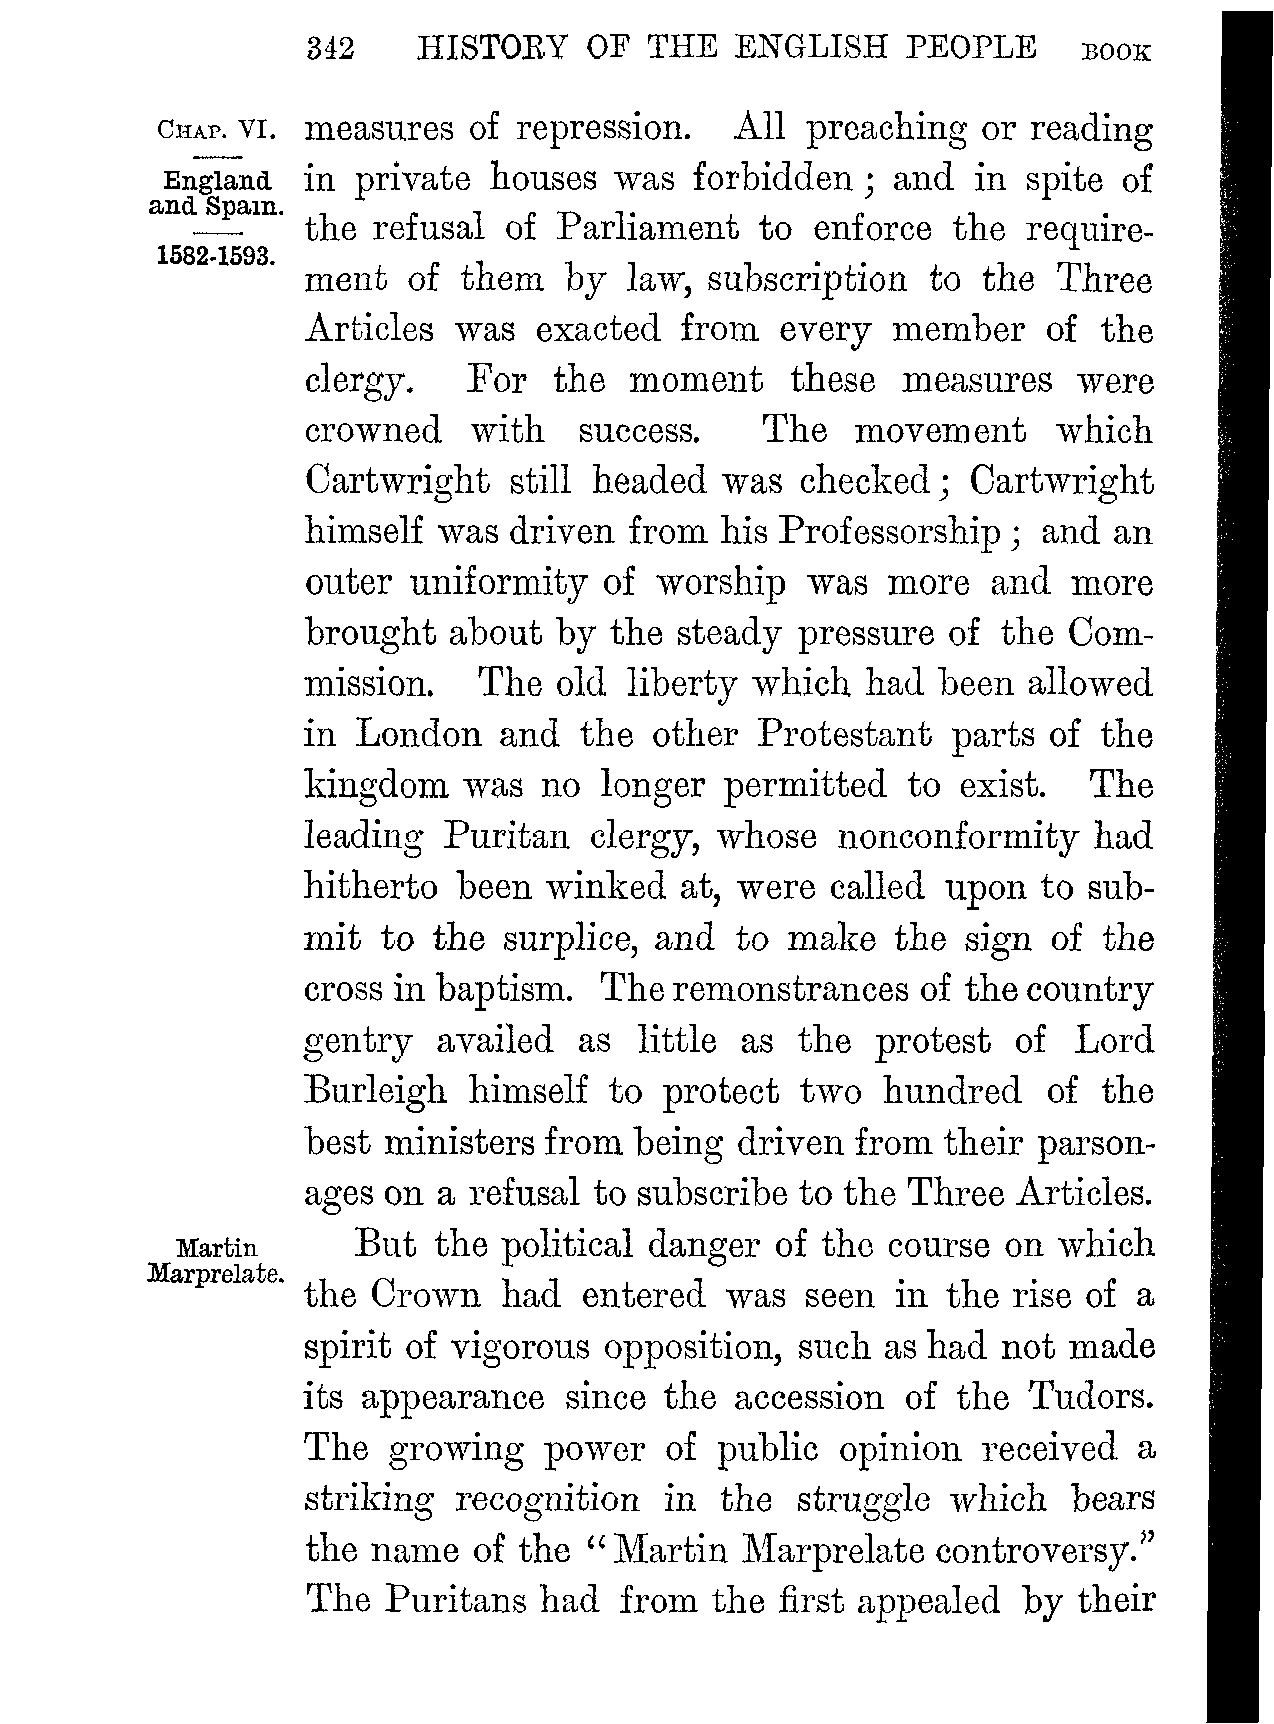 342 HISTORY OF THE ENGLISH PEOPLE BOOK
CHAP. VI.
England
and Spain.
1582-1593.
measures of repression. All preaching or reading
in private houses was forbidden ; and in spite of
the refusal of Parliament to enforce the require-
ment of them by law, subscription to the Three
Articles was exacted from every member of the
clergy. For the moment these measures were
crowned with success. The movement which
Cartwright still headed was checked ; Cartwright
himself was driven from his Professorship ; and an
outer uniformity of worship was more and more
brought about by the steady pressure of the Com-
mission. The old liberty which had been allowed
in London and the other Protestant parts of the
kingdom was no longer permitted to exist. The
leading Puritan clergy, whose nonconformity had
hitherto been winked at, were called upon to sub-
mit to the surplice, and to make the sign of the
cross in baptism. The remonstrances of the country
gentry availed as little as the protest of Lord
Burleigh himself to protect two hundred of the
best ministers from being driven from their parson-
ages on a refusal to subscribe to the Three Articles.
Martin
Marprelate.
But the political danger of the course on which
the Crown had entered was seen in the rise of a
spirit of vigorous opposition, such as had not made
its appearance since the accession of the Tudors.
The growing power of public opinion received a
striking recognition in the struggle which bears
the name of the “ Martin Marprelate controversy.”
The Puritans had from the first appealed by their